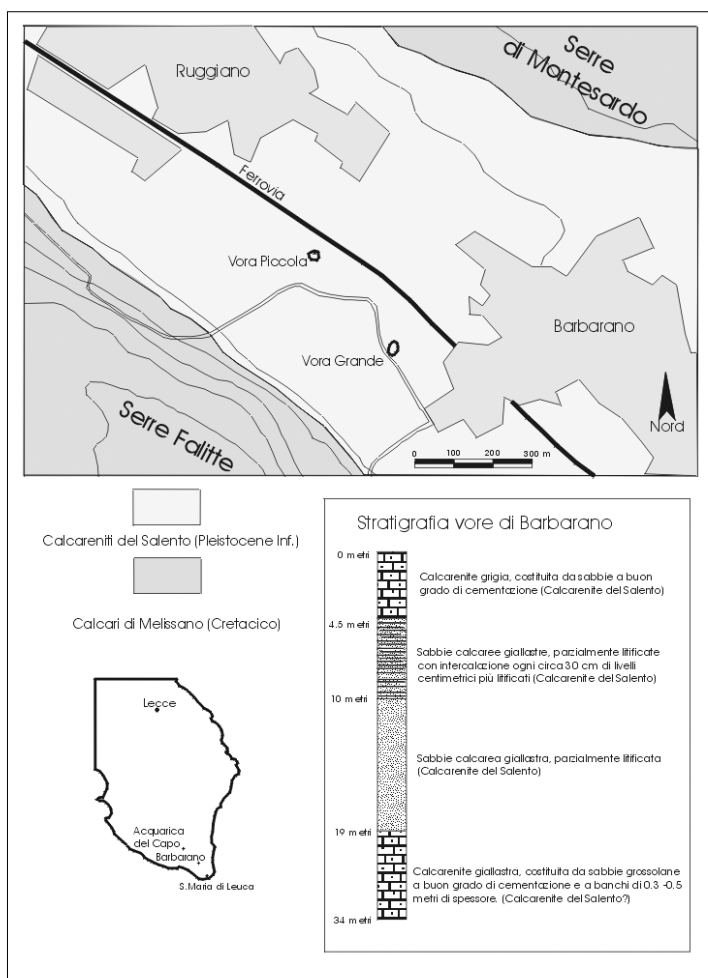 Serre
di Montesardo
Ruggiano
Ferrovia
Vora Piccola
Barbarano
Vora Grande
Serre Falitte
Nord
0 100 200 300 m
Calcareniti del Salento (Pleistocene Inf.)
Calcari di Melissano (Cretacico)
Lecce
Acquarica
del Capo
Barbarano
S.Maria di Leuca
Stratigrafia vore di Barbarano
0 metri
Calcarenite grigia, costituita da sabbie a buon
grado di cementazione (Calcarenite del Salento)
4.5 metri
Sabbie calcaree giallastre, parzialmente litificate
con intercalazione ogni circa 30 cm di livelli
centimetrici più litificati (Calcarenite del Salento)
10 metri
Sabbie calcarea giallastra, parzialmente litificata
(Calcarenite del Salento)
19 metri
Calcarenite giallastra, costituita da sabbie grossolane
a buon grado di cementazione e a banchi di 0.3 -0.5
metri di spessore. (Calcarenite del Salento?)
34 metri